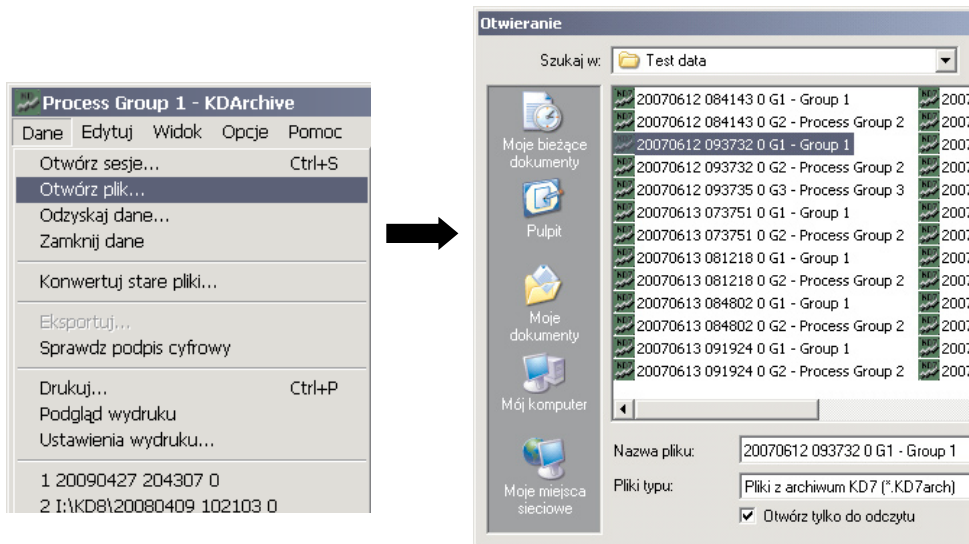 Process Group 1 - KDArchive
Dane Edytuj Widok Opcje Pomoc
Otwórz sesje... Ctrl+S
Otwórz plik...
Odzyskaj dane...
Zamknij dane
Konwertuj stare pliki...
Eksportuj...
Sprawdz podpis cyfrowy
Drukuj... Ctrl+P
Podgląd wydruku
Ustawienia wydruku...
1 20090427 204307 0
2 I:\KD8\20080409 102103 0
Otwieranie
Szukaj w: Test data
Moje bieżące
dokumenty
Pulpit
Moje
dokumenty
Mój komputer
Moje miejsca
sieciowe
20070612 084143 0 G1 - Group 1
20070612 084143 0 G2 - Process Group 2
20070612 093732 0 G1 - Group 1
20070612 093732 0 G2 - Process Group 2
20070612 093735 0 G3 - Process Group 3
20070613 073751 0 G1 - Group 1
20070613 073751 0 G2 - Process Group 2
20070613 081218 0 G1 - Group 1
20070613 081218 0 G2 - Process Group 2
20070613 084802 0 G1 - Group 1
20070613 084802 0 G2 - Process Group 2
20070613 091924 0 G1 - Group 1
20070613 091924 0 G2 - Process Group 2
Nazwa pliku: 20070612 093732 0 G1 - Group 1
Pliki typu: Pliki z archiwum KD7 (*.KD7arch)
Otwórz tylko do odczytu